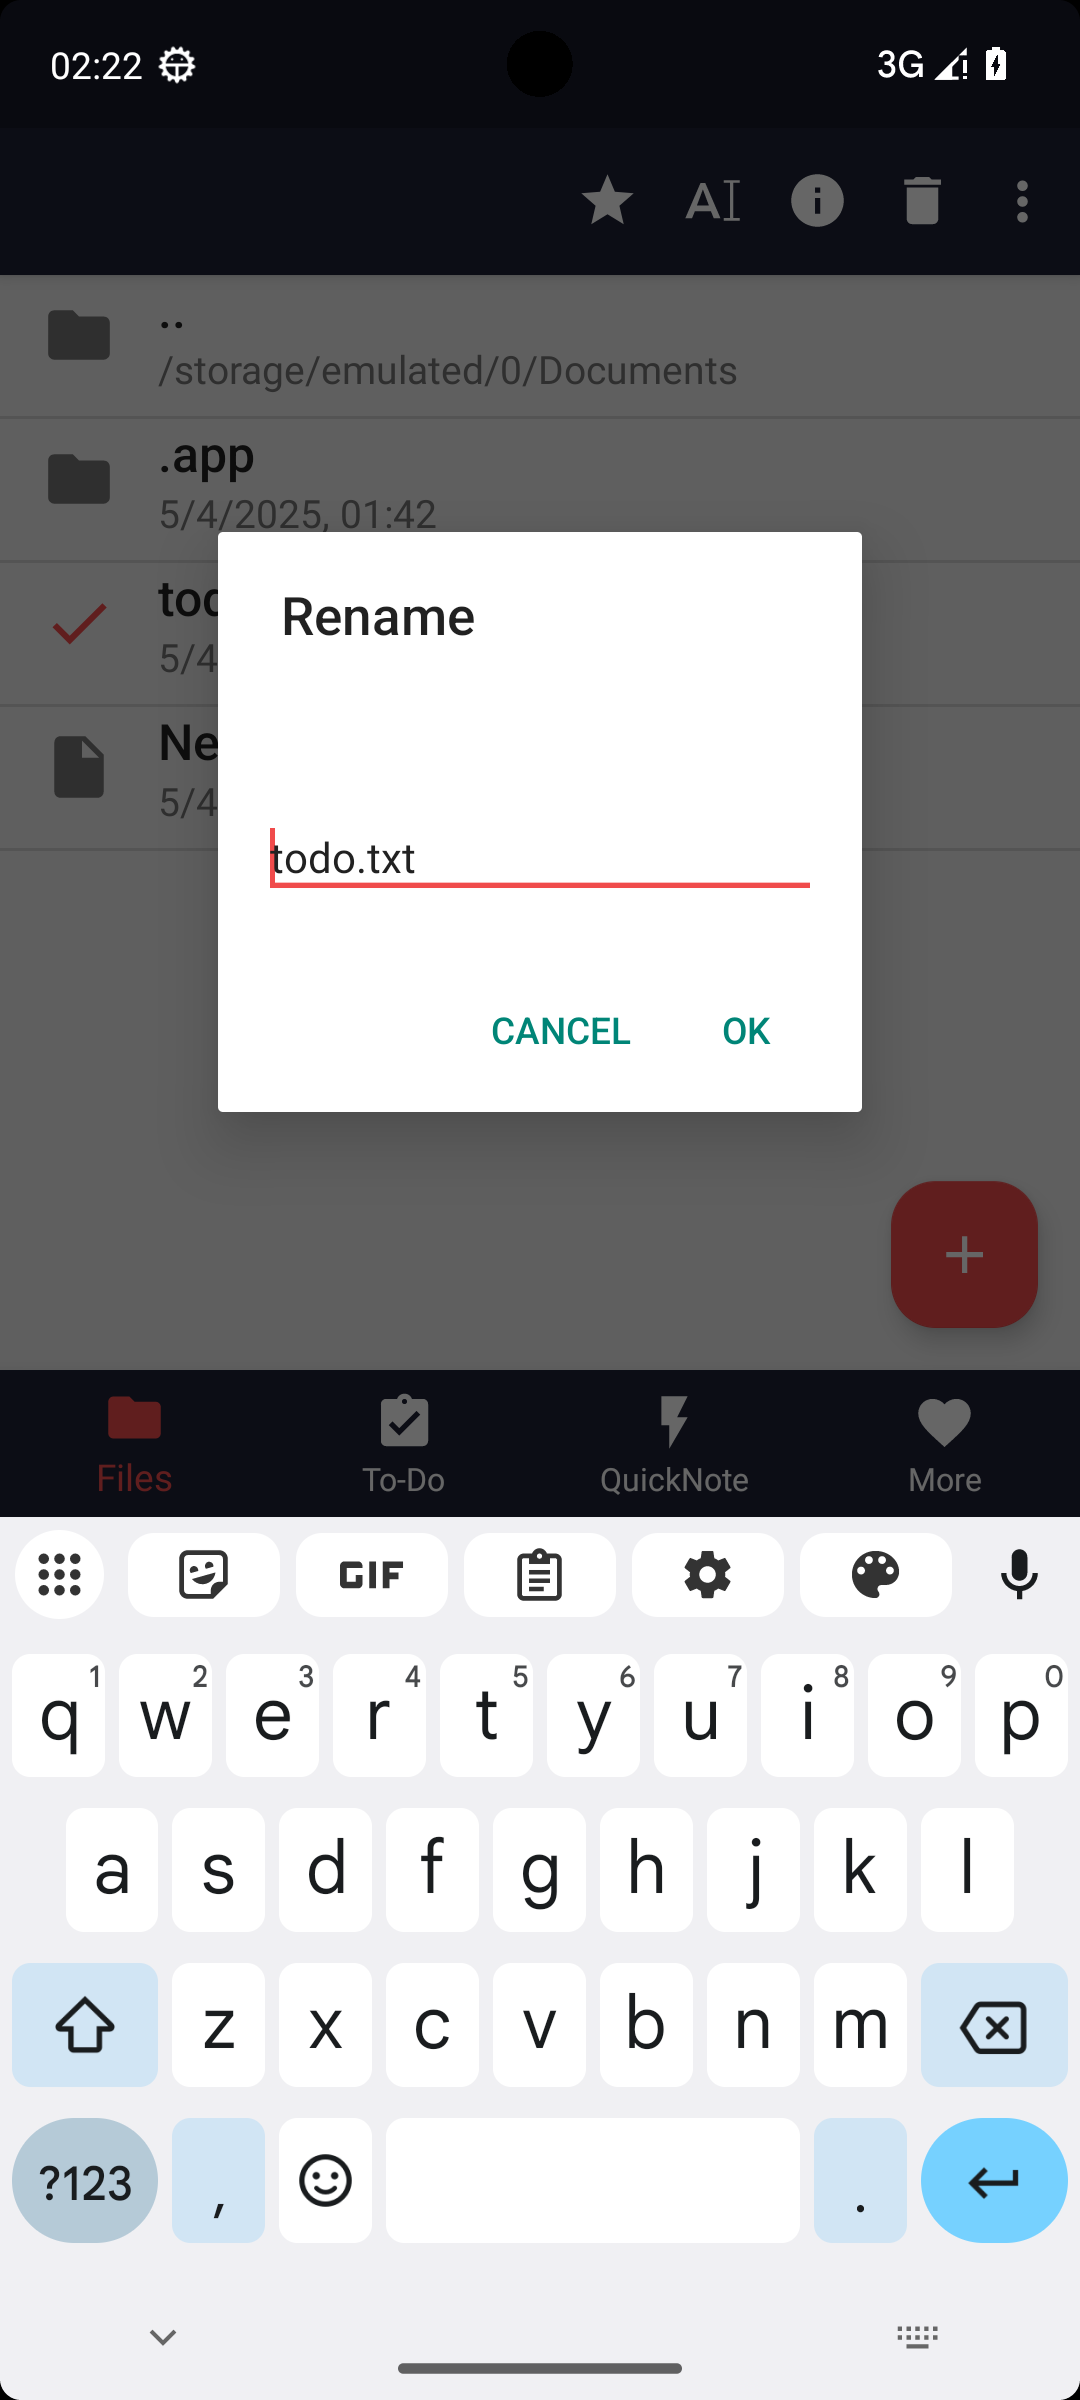 02:22
3G
..
/storage/emulated/0/Documents
.app
5/4/2025, 01:42
tod
5/4
Ne
5/4
Rename
todo.txt
CANCEL
OK
Files
To-Do
QuickNote
More
GIF
q1 w2 e3 r4 t5 y6 u7 i8 o9 p0
a s d f g h j k l
z x c v b n m
?123 , .